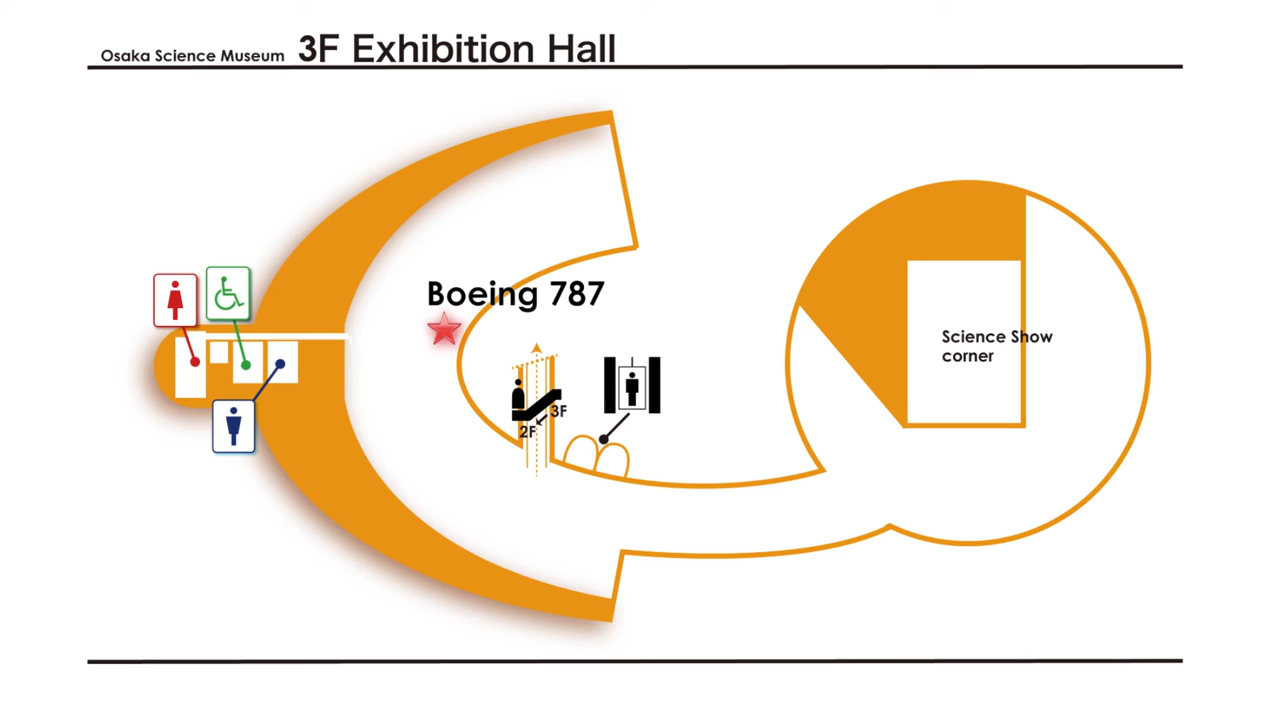 Osaka Science Museum 3F Exhibition Hall
Boeing 787
Science Show
corner
3F
2F